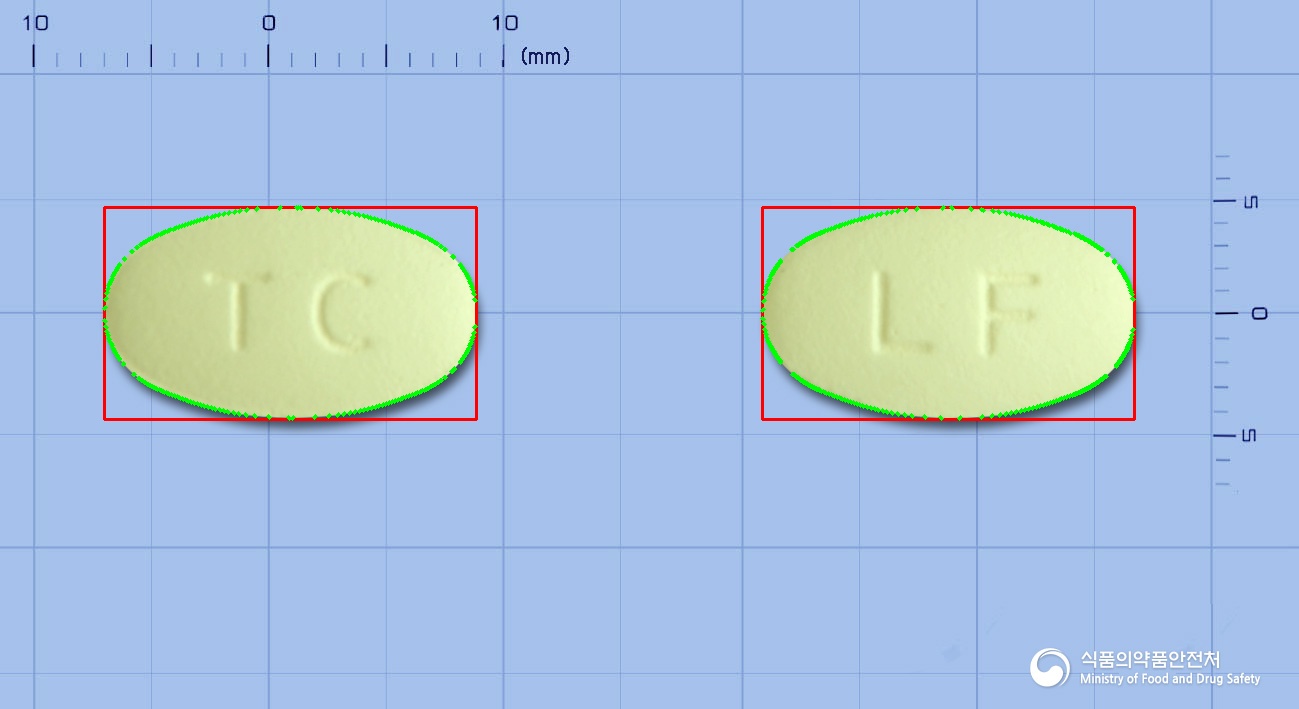 10 0 10
(mm)
TC
LF
5
0
5
식품의약품안전처
Ministry of Food and Drug Safety